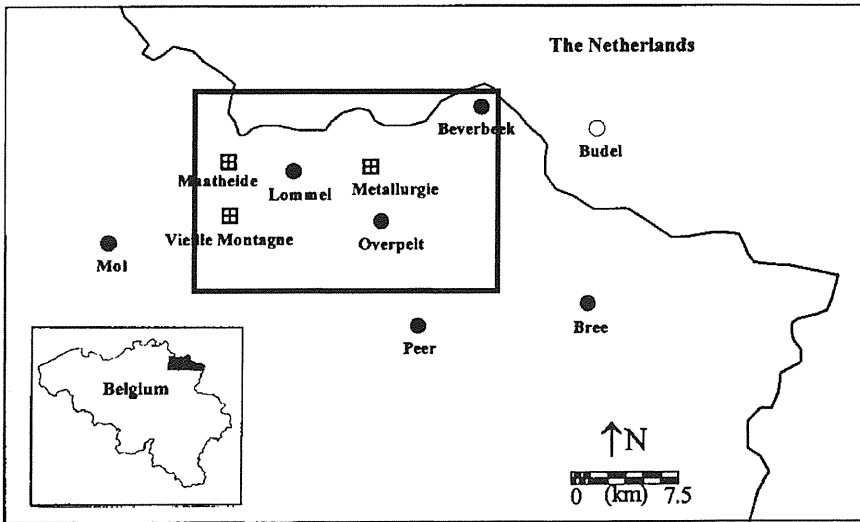 The Netherlands
Beverbeek
Budel
Maatheide
Lommel
Metallurgie
Vieille Montagne
Overpelt
Mol
Peer
Bree
Belgium
N
0 (km) 7.5